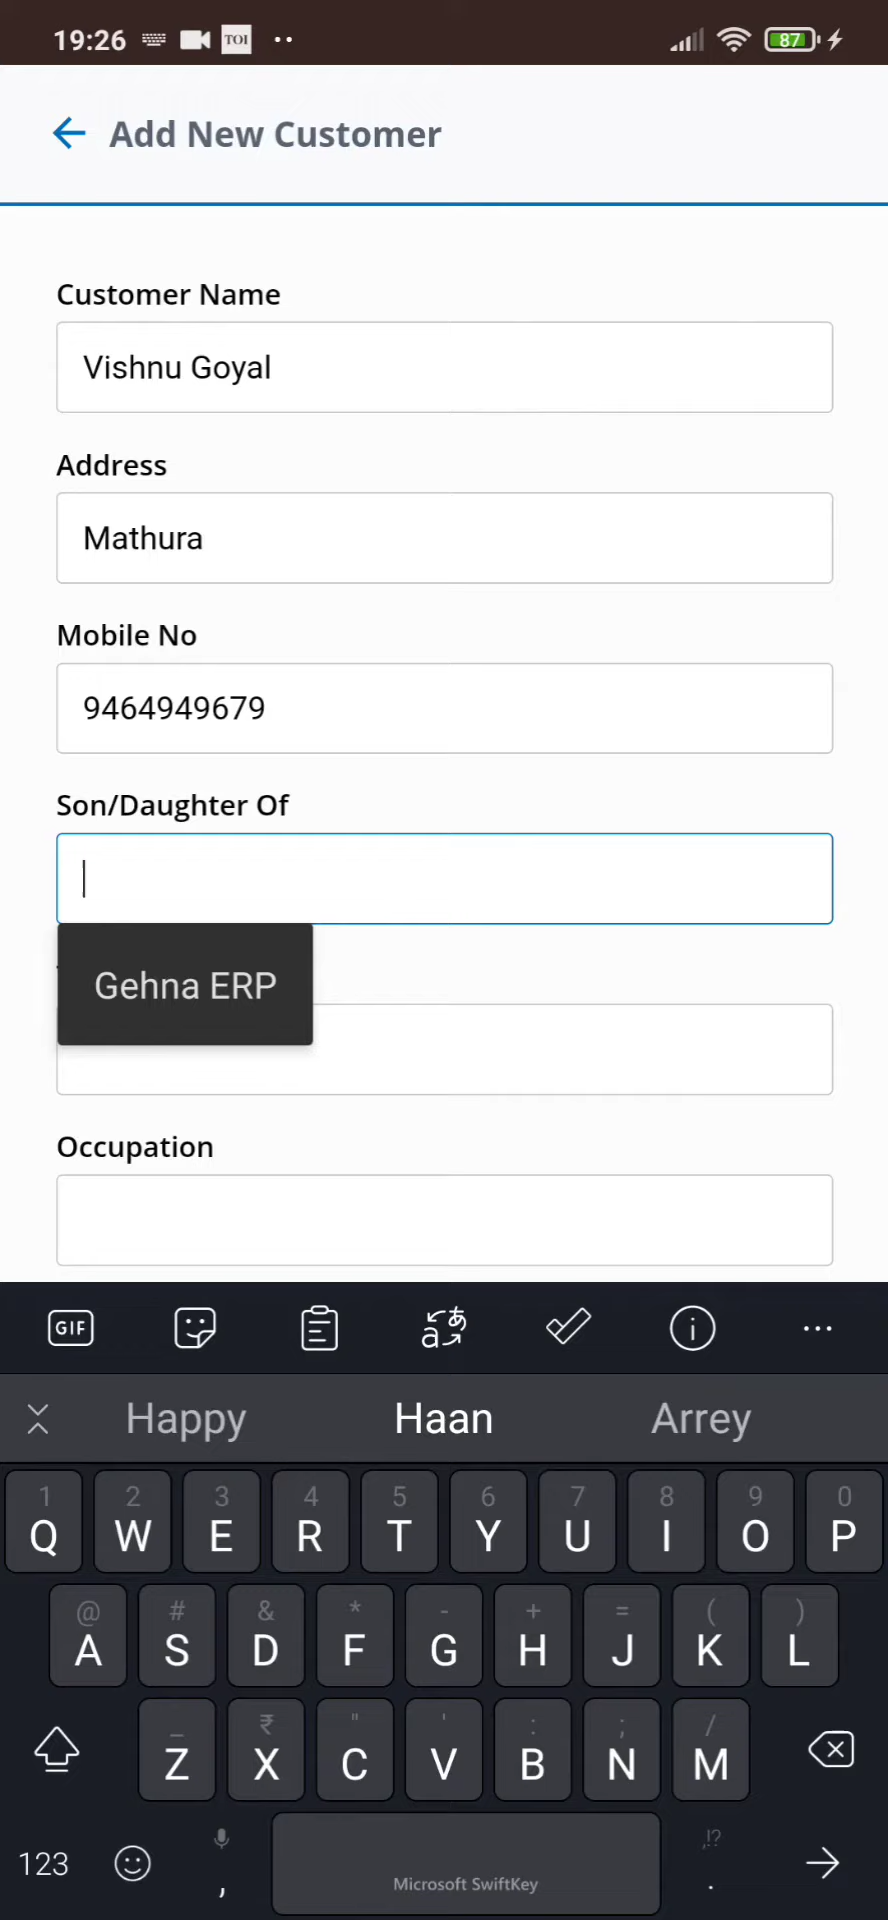 19:26 TOI 87
Add New Customer
Customer Name
Vishnu Goyal
Address
Mathura
Mobile No
9464949679
Son/Daughter Of
Gehna ERP
Occupation
GIF
Happy Haan Arrey
1 2 3 4 5 6 7 8 9 0
Q W E R T Y U I O P
@ # & * - + = ( )
A S D F G H J K L
_ ₹ " ' : ; /
Z X C V B N M
123 , Microsoft SwiftKey ,!? .